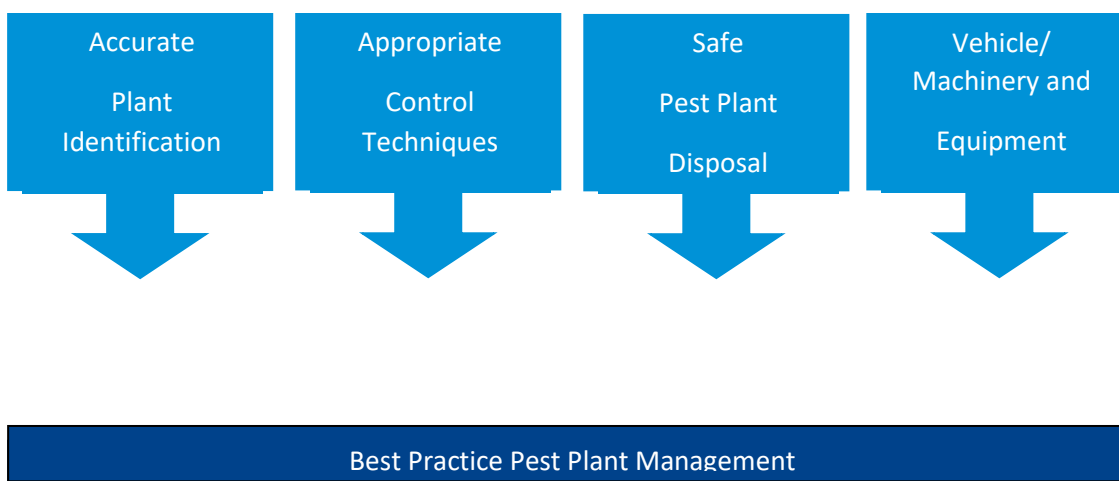 Accurate
Plant
Identification
Appropriate
Control
Techniques
Safe
Pest Plant
Disposal
Vehicle/
Machinery and
Equipment
Best Practice Pest Plant Management